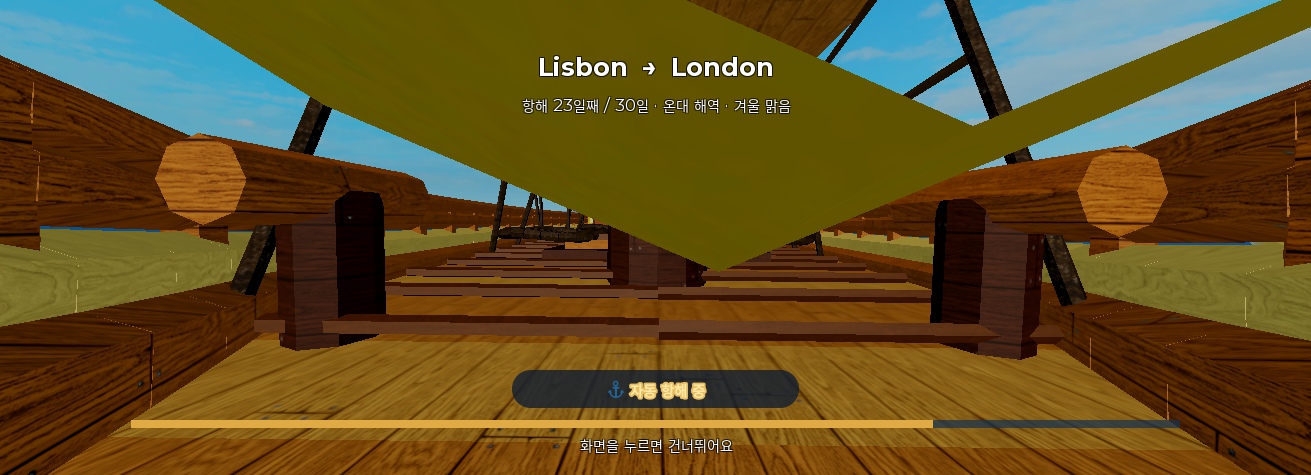 Lisbon → London
항해 23일째 / 30일 · 온대 해역 · 겨울 맑음
⚓ 자동 항해 중
화면을 누르면 건너뛰어요